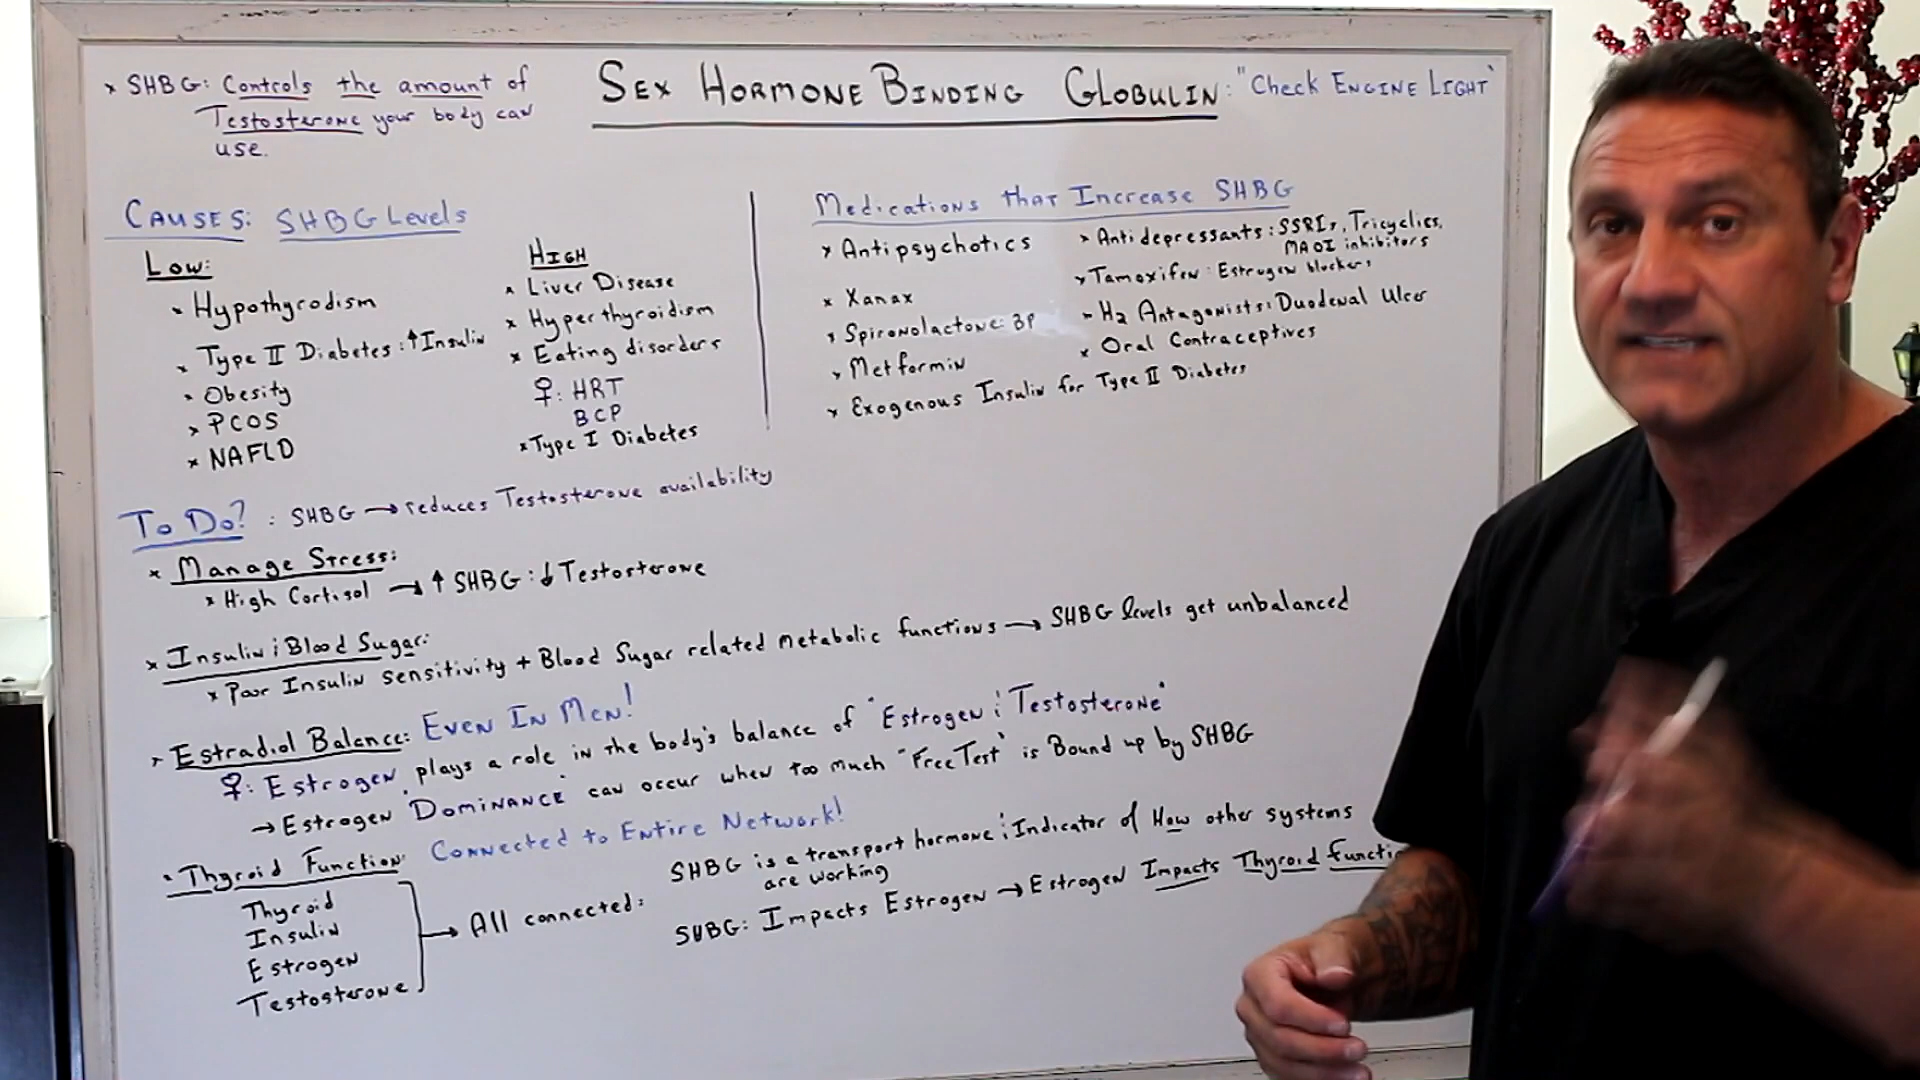 SEX HORMONE BINDING GLOBULIN: "Check ENGINE LIGHT"
* SHBG: Controls the amount of
Testosterone your body can
use.
CAUSES: SHBG Levels
Low:
* Hypothyrodism
* Type II Diabetes: ↑Insulin
* Obesity
* PCOS
* NAFLD
HIGH
* Liver Disease
* Hyperthyroidism
* Eating disorders
♀: HRT
BCP
* Type I Diabetes
Medications that Increase SHBG
* Antipsychotics
* Xanax
* Spironolactone: BP
* Metformin
* Exogenous Insulin for Type II Diabetes
* Antidepressants: SSRIs, Tricyclics,
MAOI inhibitors
* Tamoxifen: Estrogen blockers
* H2 Antagonists: Duodenal Ulcer
* Oral Contraceptives
To Do? : SHBG → reduces Testosterone availability
* Manage Stress:
* High Cortisol → ↑ SHBG: ↓ Testosterone
* Insulin ; Blood Sugar:
* Poor Insulin sensitivity + Blood Sugar related metabolic functions → SHBG levels get unbalanced
* Estradiol Balance: Even In Men!
♀: Estrogen plays a role in the body's balance of "Estrogen ; Testosterone"
→ Estrogen "Dominance" can occur when too much "Free Test" is Bound up by SHBG
* Thyroid Function: Connected to Entire Network!
Thyroid
Insulin
Estrogen
Testosterone
→ All connected:
SHBG is a transport hormone ; Indicator of How other systems
are working
SHBG: Impacts Estrogen → Estrogen Impacts Thyroid Functi